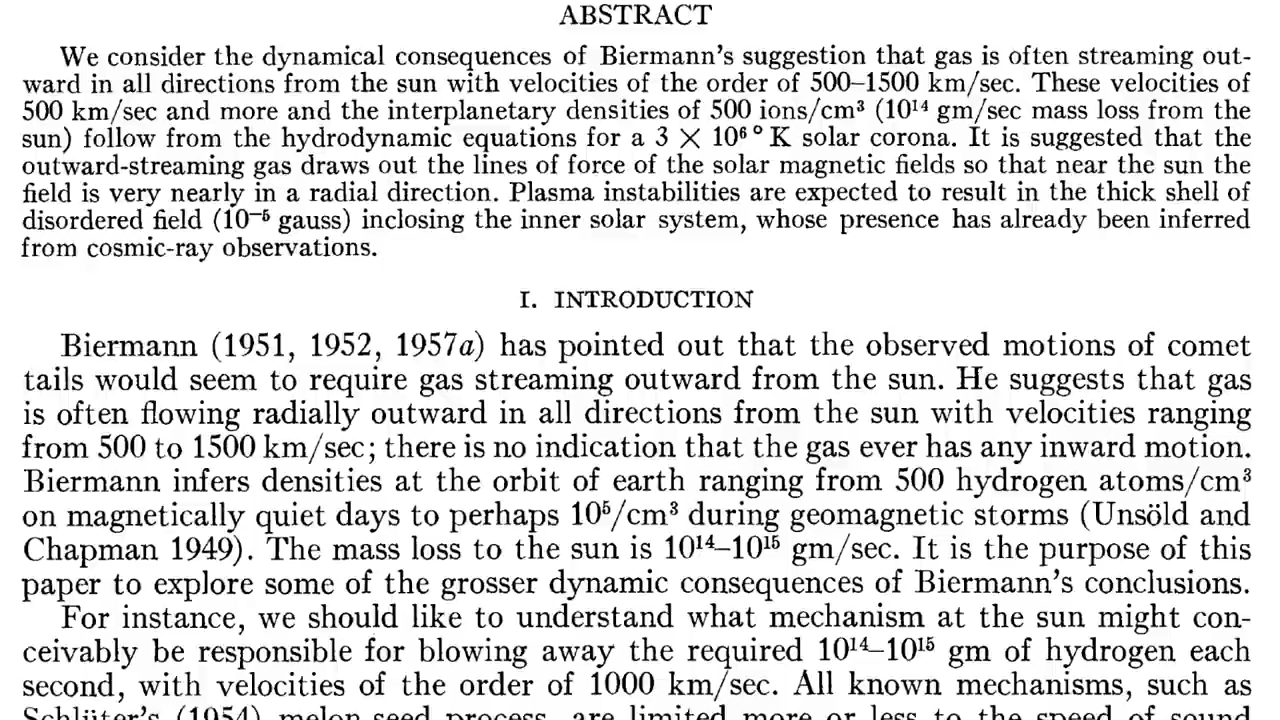 ABSTRACT
We consider the dynamical consequences of Biermann's suggestion that gas is often streaming out-
ward in all directions from the sun with velocities of the order of 500–1500 km/sec. These velocities of
500 km/sec and more and the interplanetary densities of 500 ions/cm³ (10¹⁴ gm/sec mass loss from the
sun) follow from the hydrodynamic equations for a 3 × 10⁶ ° K solar corona. It is suggested that the
outward-streaming gas draws out the lines of force of the solar magnetic fields so that near the sun the
field is very nearly in a radial direction. Plasma instabilities are expected to result in the thick shell of
disordered field (10⁻⁵ gauss) inclosing the inner solar system, whose presence has already been inferred
from cosmic-ray observations.
I. INTRODUCTION
Biermann (1951, 1952, 1957a) has pointed out that the observed motions of comet
tails would seem to require gas streaming outward from the sun. He suggests that gas
is often flowing radially outward in all directions from the sun with velocities ranging
from 500 to 1500 km/sec; there is no indication that the gas ever has any inward motion.
Biermann infers densities at the orbit of earth ranging from 500 hydrogen atoms/cm³
on magnetically quiet days to perhaps 10⁵/cm³ during geomagnetic storms (Unsöld and
Chapman 1949). The mass loss to the sun is 10¹⁴–10¹⁵ gm/sec. It is the purpose of this
paper to explore some of the grosser dynamic consequences of Biermann's conclusions.
For instance, we should like to understand what mechanism at the sun might con-
ceivably be responsible for blowing away the required 10¹⁴–10¹⁵ gm of hydrogen each
second, with velocities of the order of 1000 km/sec. All known mechanisms, such as
Schlüter's (1954) melon-seed process, are limited more or less to the speed of sound